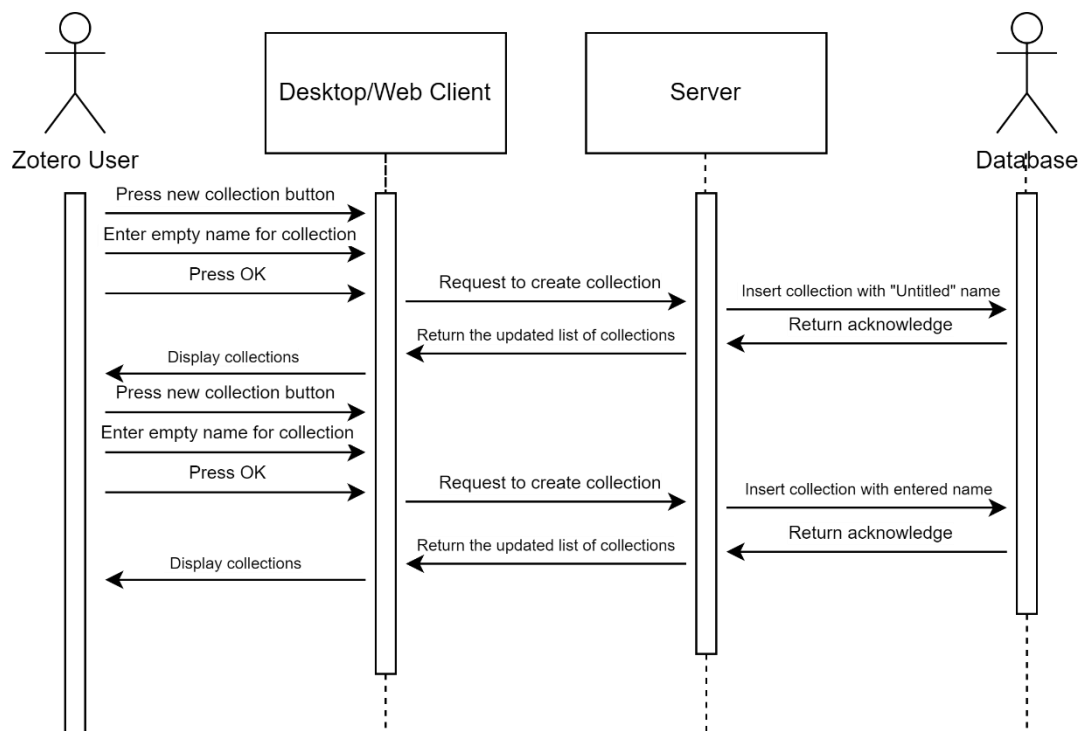 Desktop/Web Client
Server
Zotero User
Database
Press new collection button
Enter empty name for collection
Press OK
Request to create collection
Insert collection with "Untitled" name
Return acknowledge
Return the updated list of collections
Display collections
Press new collection button
Enter empty name for collection
Press OK
Request to create collection
Insert collection with entered name
Return acknowledge
Return the updated list of collections
Display collections